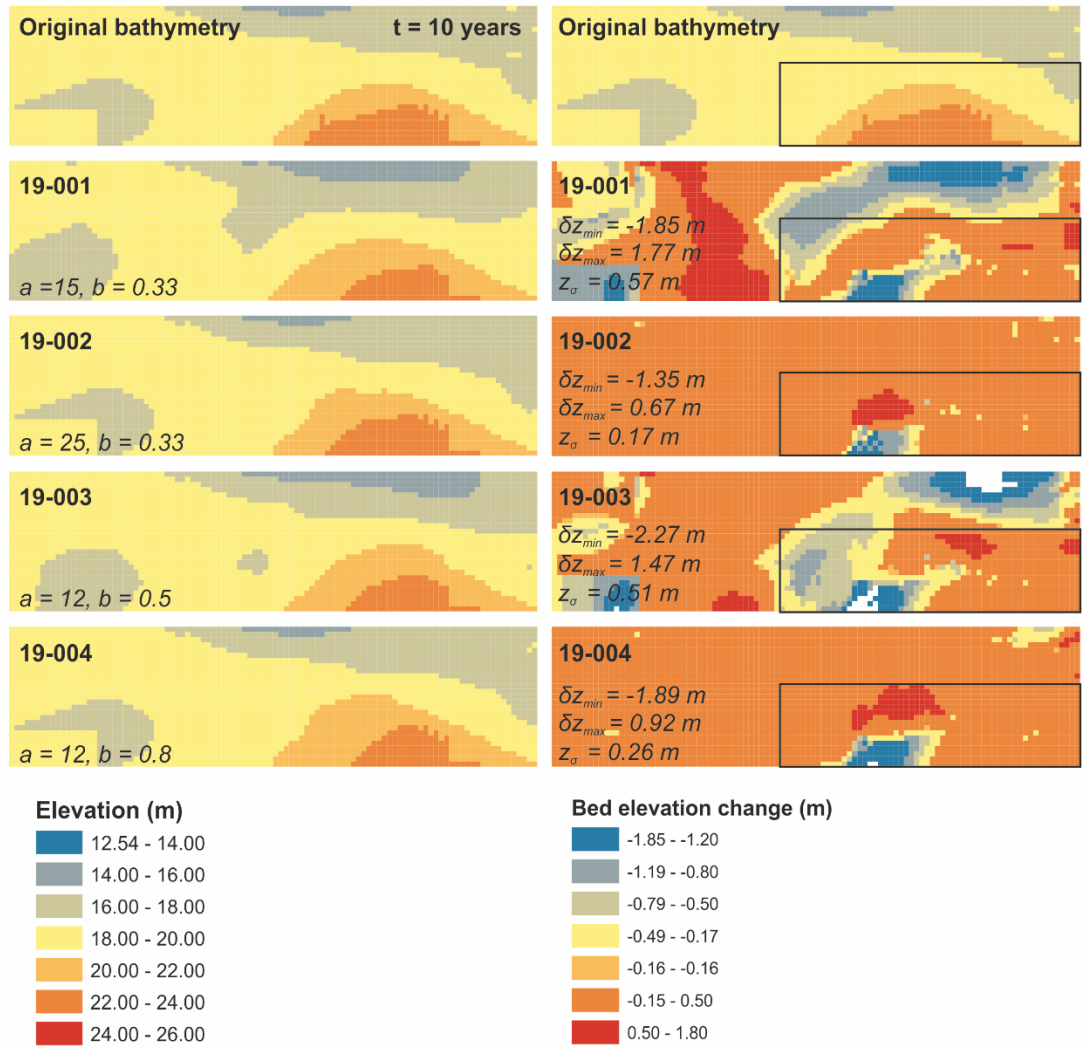 Original bathymetry t = 10 years
Original bathymetry
19-001
a =15, b = 0.33
19-001
δz_min = -1.85 m
δz_max = 1.77 m
z_σ = 0.57 m
19-002
a = 25, b = 0.33
19-002
δz_min = -1.35 m
δz_max = 0.67 m
z_σ = 0.17 m
19-003
a = 12, b = 0.5
19-003
δz_min = -2.27 m
δz_max = 1.47 m
z_σ = 0.51 m
19-004
a = 12, b = 0.8
19-004
δz_min = -1.89 m
δz_max = 0.92 m
z_σ = 0.26 m
Elevation (m)
12.54 - 14.00
14.00 - 16.00
16.00 - 18.00
18.00 - 20.00
20.00 - 22.00
22.00 - 24.00
24.00 - 26.00
Bed elevation change (m)
-1.85 - -1.20
-1.19 - -0.80
-0.79 - -0.50
-0.49 - -0.17
-0.16 - -0.16
-0.15 - 0.50
0.50 - 1.80